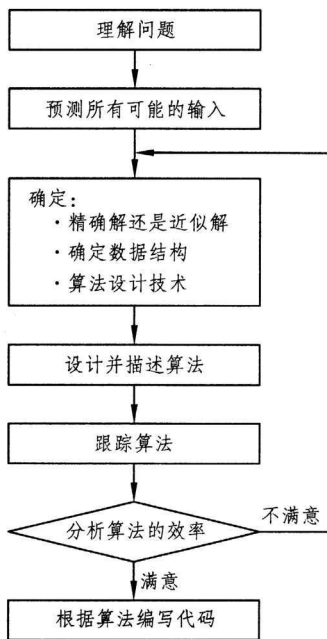 理解问题
预测所有可能的输入
确定:
·精确解还是近似解
·确定数据结构
·算法设计技术
设计并描述算法
跟踪算法
分析算法的效率
不满意
满意
根据算法编写代码